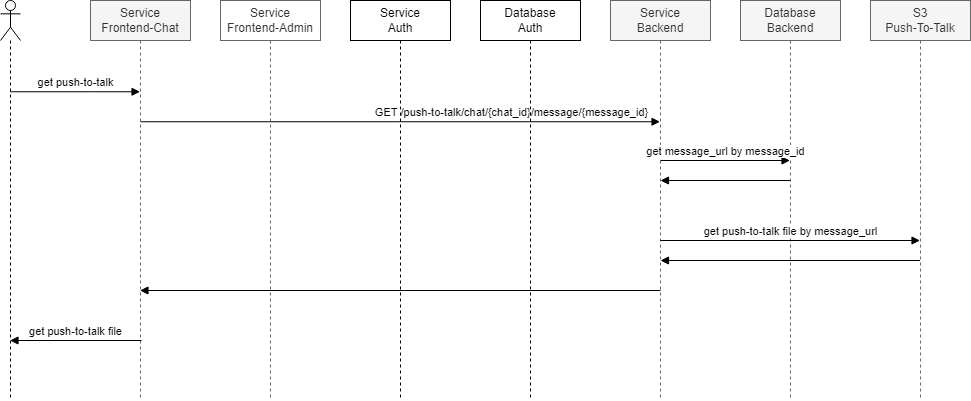 Service
Frontend-Chat
Service
Frontend-Admin
Service
Auth
Database
Auth
Service
Backend
Database
Backend
S3
Push-To-Talk
get push-to-talk
GET /push-to-talk/chat/{chat_id}/message/{message_id}
get message_url by message_id
get push-to-talk file by message_url
get push-to-talk file